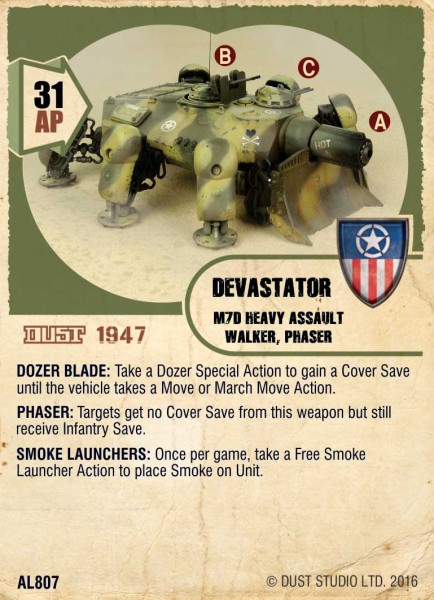 31
AP
B
C
A
HOT
DEVASTATOR
M7D HEAVY ASSAULT
WALKER, PHASER
DUST 1947
DOZER BLADE: Take a Dozer Special Action to gain a Cover Save
until the vehicle takes a Move or March Move Action.
PHASER: Targets get no Cover Save from this weapon but still
receive Infantry Save.
SMOKE LAUNCHERS: Once per game, take a Free Smoke
Launcher Action to place Smoke on Unit.
AL807
© DUST STUDIO LTD. 2016